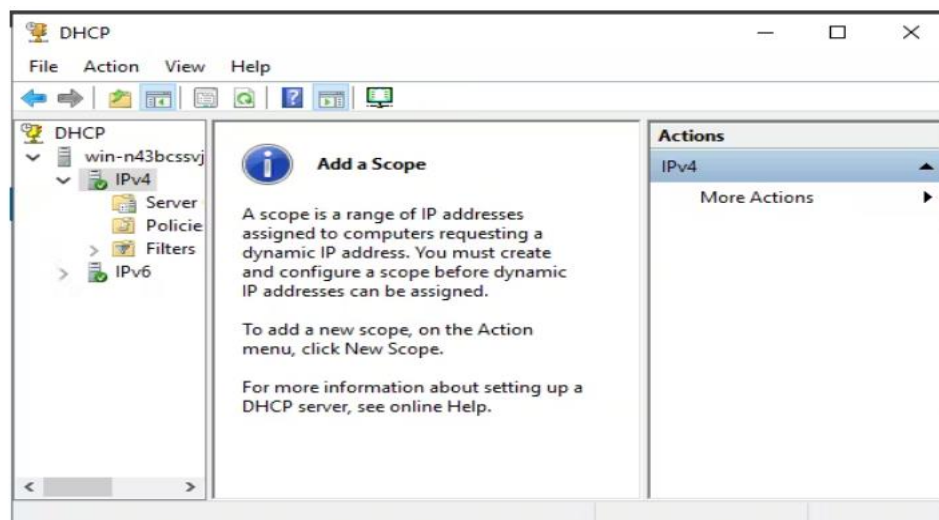 DHCP
File Action View Help
DHCP
win-n43bcssvj
IPv4
Server
Policie
Filters
IPv6
Add a Scope
A scope is a range of IP addresses
assigned to computers requesting a
dynamic IP address. You must create
and configure a scope before dynamic
IP addresses can be assigned.
To add a new scope, on the Action
menu, click New Scope.
For more information about setting up a
DHCP server, see online Help.
Actions
IPv4
More Actions